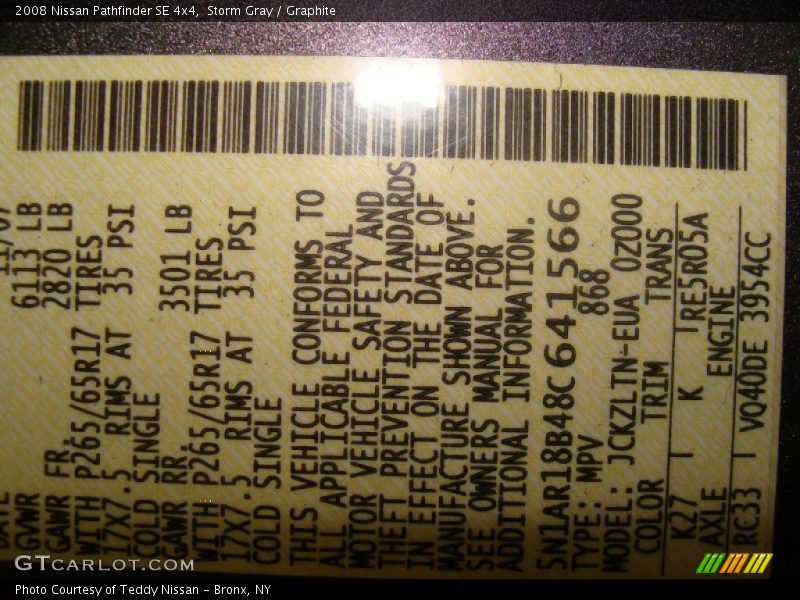 2008 Nissan Pathfinder SE 4x4,  Storm Gray / Graphite
DATE 11/07
GVWR 6113 LB
GAWR FR. 2820 LB
WITH P265/65R17 TIRES
17X7.5 RIMS AT 35 PSI
COLD SINGLE
GAWR RR. 3501 LB
WITH P265/65R17 TIRES
17X7.5 RIMS AT 35 PSI
COLD SINGLE
THIS VEHICLE CONFORMS TO
ALL APPLICABLE FEDERAL
MOTOR VEHICLE SAFETY AND
THEFT PREVENTION STANDARDS
IN EFFECT ON THE DATE OF
MANUFACTURE SHOWN ABOVE.
SEE OWNERS MANUAL FOR
ADDITIONAL INFORMATION.
5N1AR18B48C641566
TYPE: MPV 868
MODEL: JCKZLTN-EUA 0Z000
COLOR TRIM TRANS
K27 K RE5R05A
AXLE ENGINE
RC33 VQ40DE 3954CC
GTCARLOT.COM
Photo Courtesy of Teddy Nissan - Bronx, NY